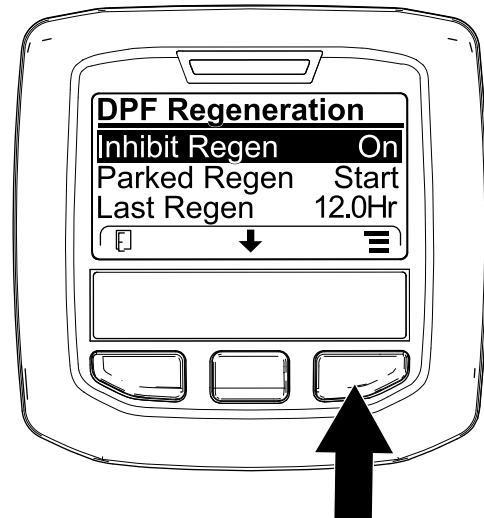 DPF Regeneration
Inhibit Regen On
Parked Regen Start
Last Regen 12.0Hr